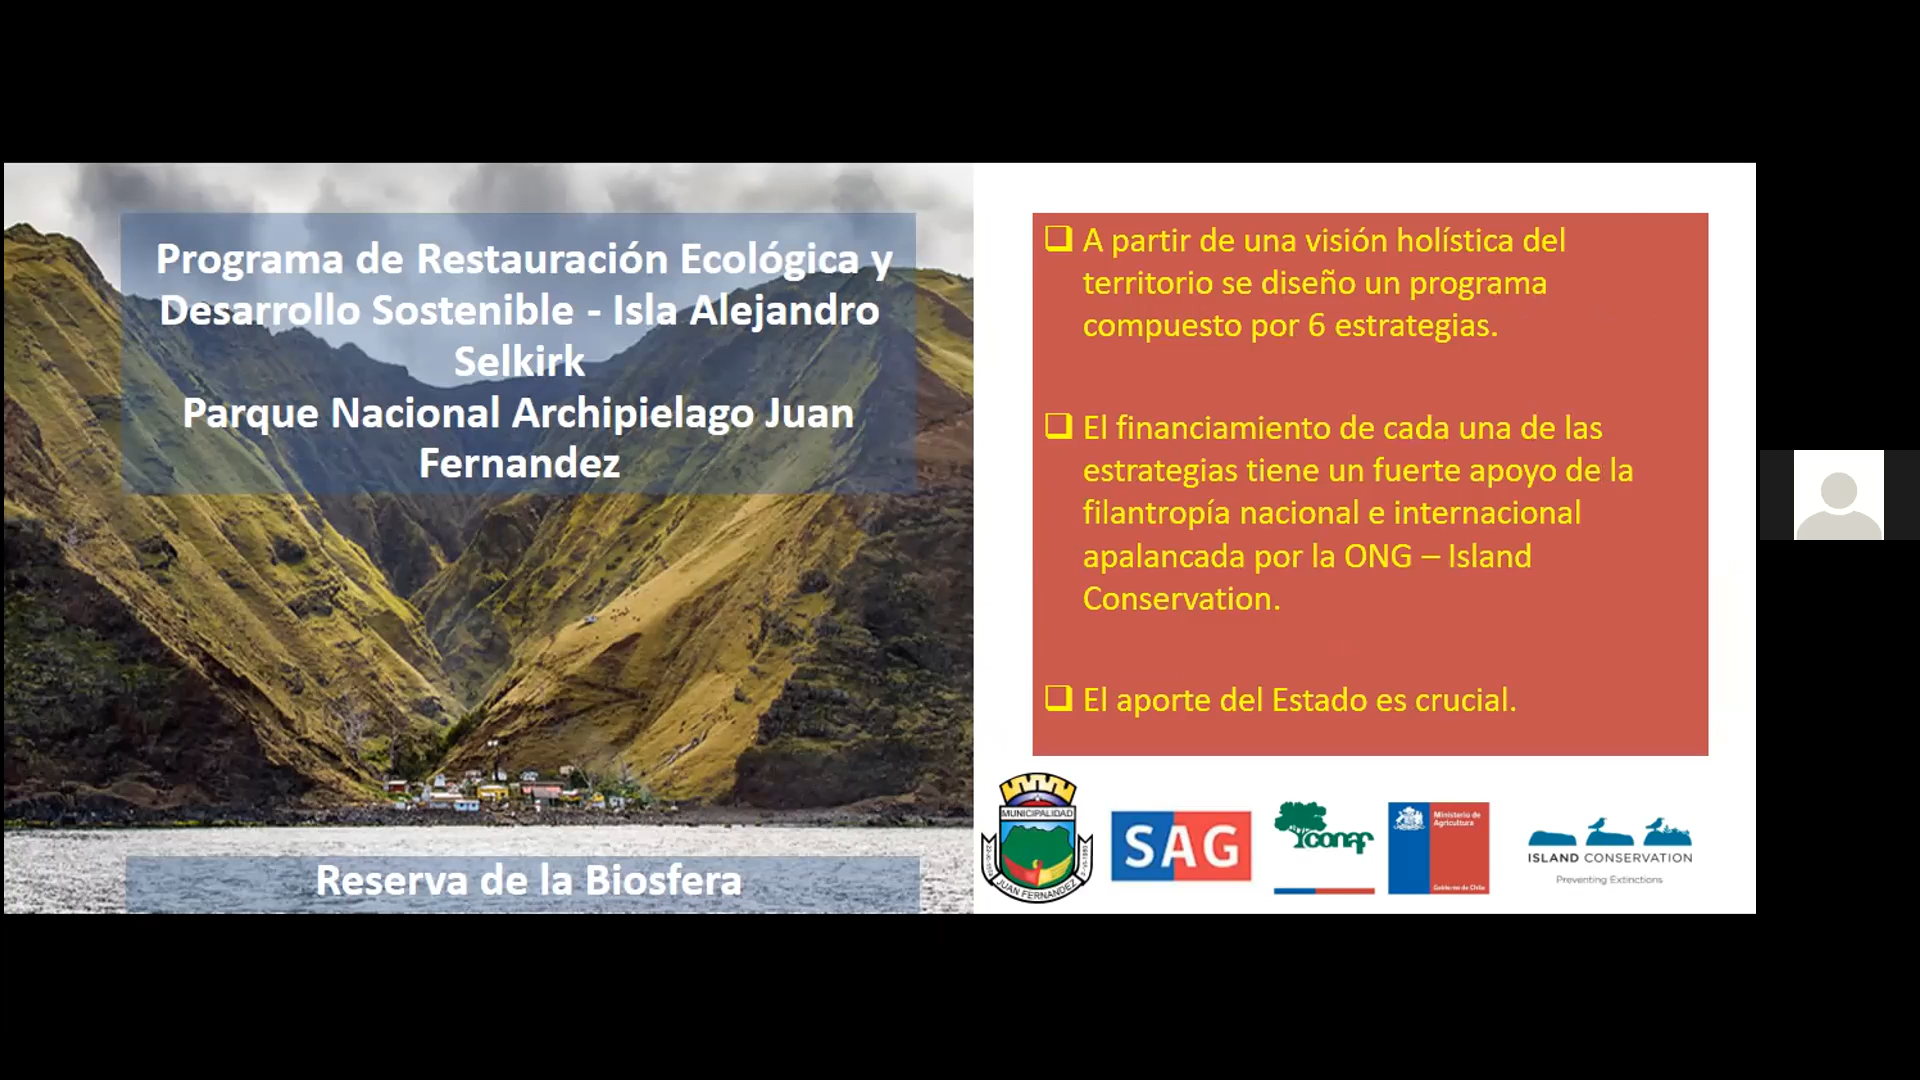 Programa de Restauración Ecológica y
Desarrollo Sostenible - Isla Alejandro
Selkirk
Parque Nacional Archipielago Juan
Fernandez
Reserva de la Biosfera
A partir de una visión holística del
territorio se diseño un programa
compuesto por 6 estrategias.
El financiamiento de cada una de las
estrategias tiene un fuerte apoyo de la
filantropía nacional e internacional
apalancada por la ONG – Island
Conservation.
El aporte del Estado es crucial.
MUNICIPALIDAD
JUAN FERNANDEZ
SAG
conaf
Ministerio de
Agricultura
Gobierno de Chile
ISLAND CONSERVATION
Preventing Extinctions